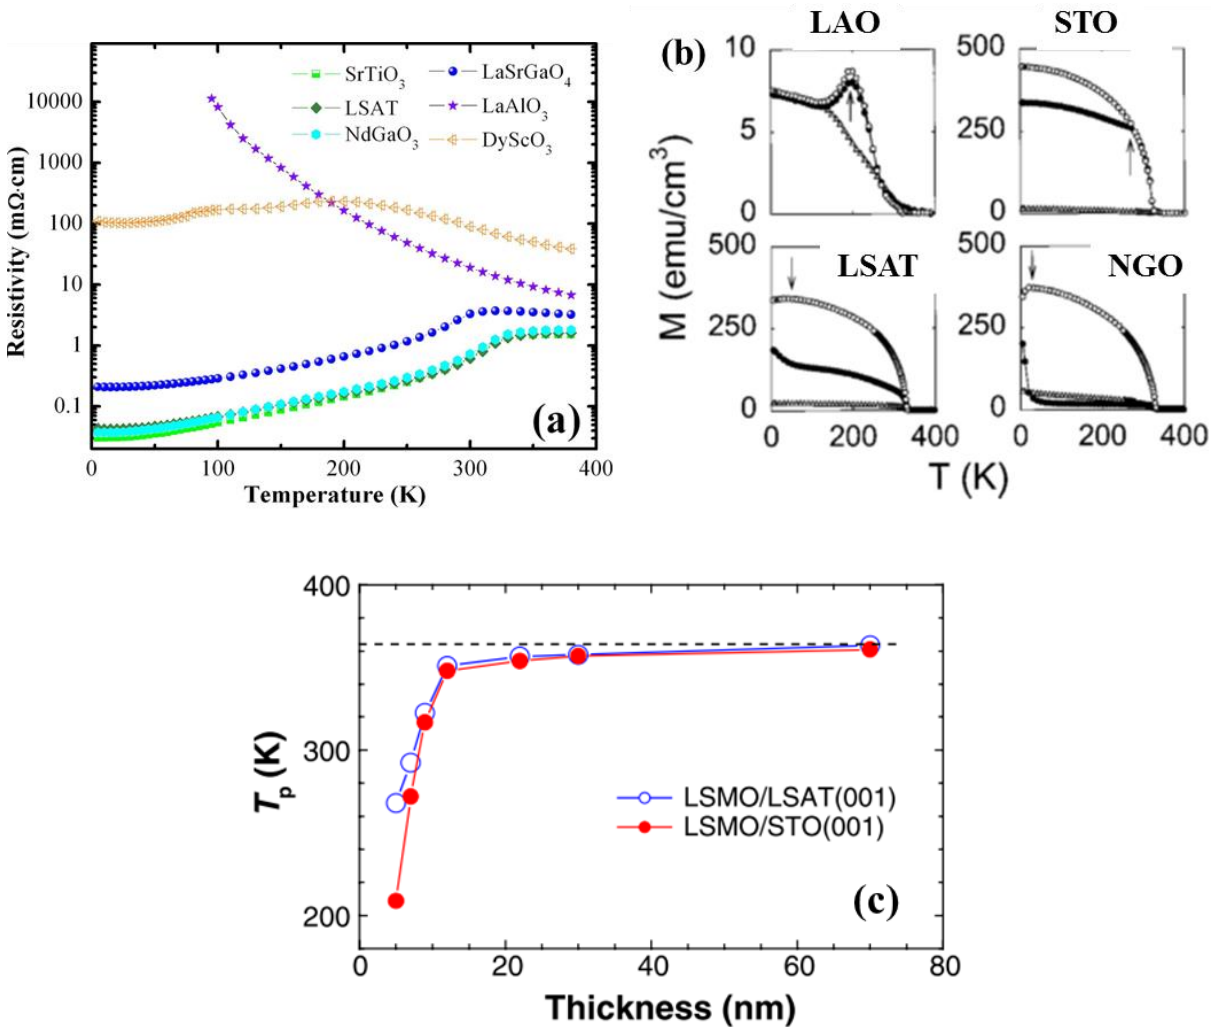 SrTiO₃
LSAT
NdGaO₃
LaSrGaO₄
LaAlO₃
DyScO₃
10000
1000
100
10
1
0.1
Resistivity (mΩ·cm)
(a)
0
100
200
300
400
Temperature (K)
(b)
LAO
STO
10
5
0
500
250
0
LSAT
NGO
500
250
0
500
250
0
M (emu/cm³)
0
200
400
0
200
400
T (K)
400
300
200
Tₚ (K)
LSMO/LSAT(001)
LSMO/STO(001)
(c)
0
20
40
60
80
Thickness (nm)